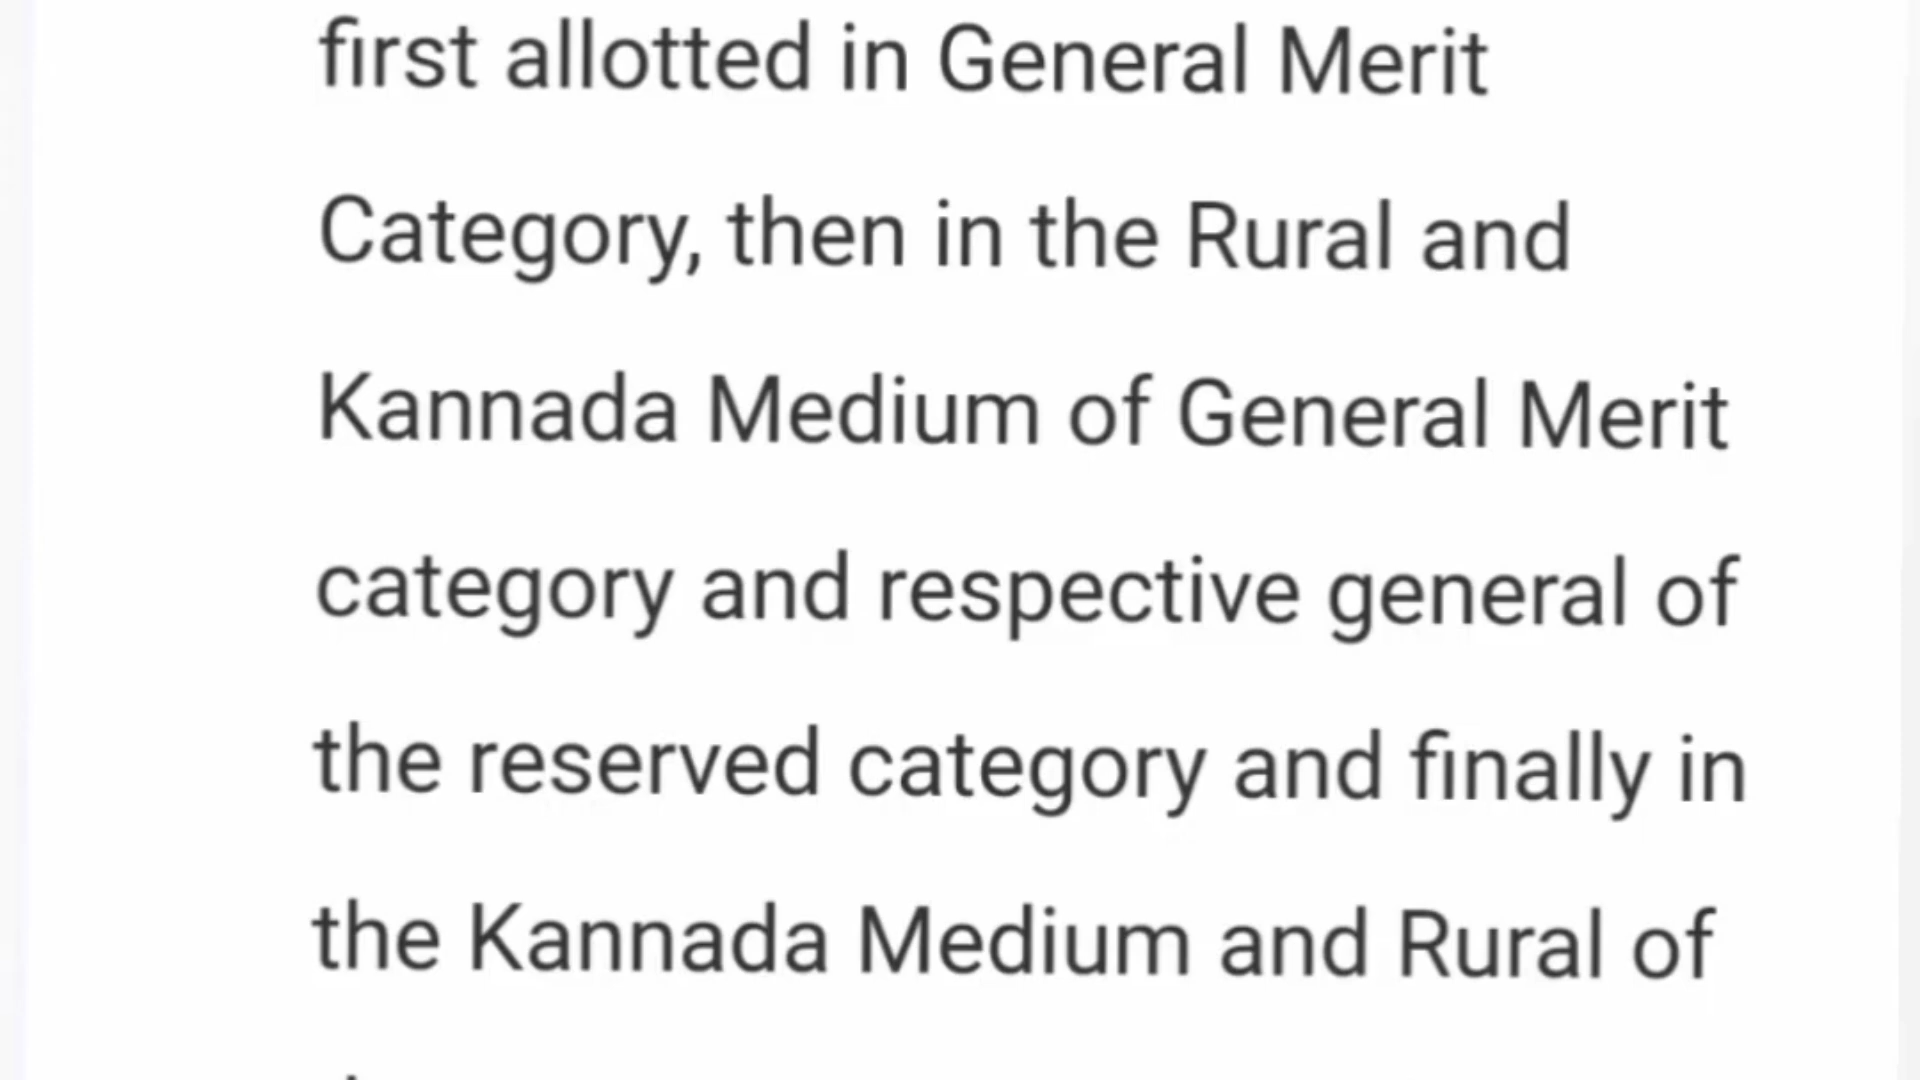 first allotted in General Merit
Category, then in the Rural and
Kannada Medium of General Merit
category and respective general of
the reserved category and finally in
the Kannada Medium and Rural of